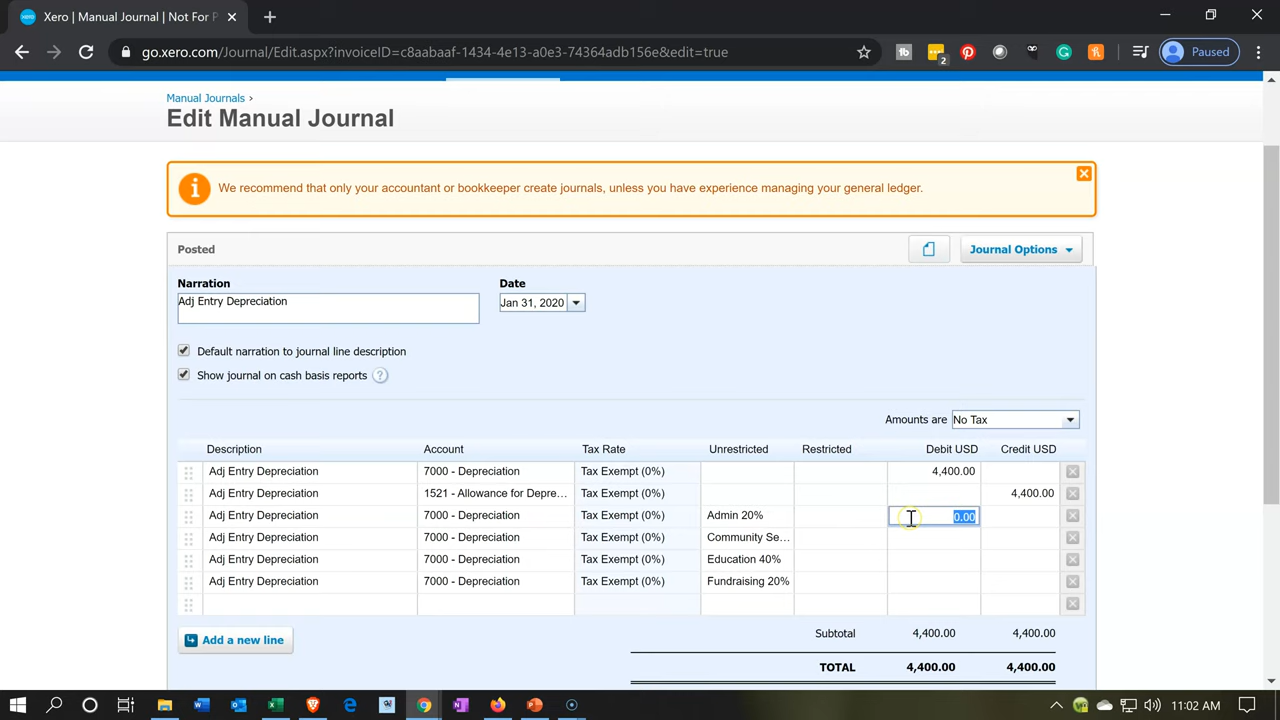 Xero | Manual Journal | Not For P
go.xero.com/Journal/Edit.aspx?invoiceID=c8aabaaf-1434-4e13-a0e3-74364adb156e&edit=true
2
Paused
Manual Journals ›
Edit Manual Journal
We recommend that only your accountant or bookkeeper create journals, unless you have experience managing your general ledger.
Posted
Journal Options
Narration Date
Adj Entry Depreciation Jan 31, 2020
Default narration to journal line description
Show journal on cash basis reports ?
Amounts are No Tax
Description Account Tax Rate Unrestricted Restricted Debit USD Credit USD
Adj Entry Depreciation 7000 - Depreciation Tax Exempt (0%) 4,400.00
Adj Entry Depreciation 1521 - Allowance for Depre... Tax Exempt (0%) 4,400.00
Adj Entry Depreciation 7000 - Depreciation Tax Exempt (0%) Admin 20% 0.00
Adj Entry Depreciation 7000 - Depreciation Tax Exempt (0%) Community Se...
Adj Entry Depreciation 7000 - Depreciation Tax Exempt (0%) Education 40%
Adj Entry Depreciation 7000 - Depreciation Tax Exempt (0%) Fundraising 20%
Add a new line
Subtotal 4,400.00 4,400.00
TOTAL 4,400.00 4,400.00
11:02 AM